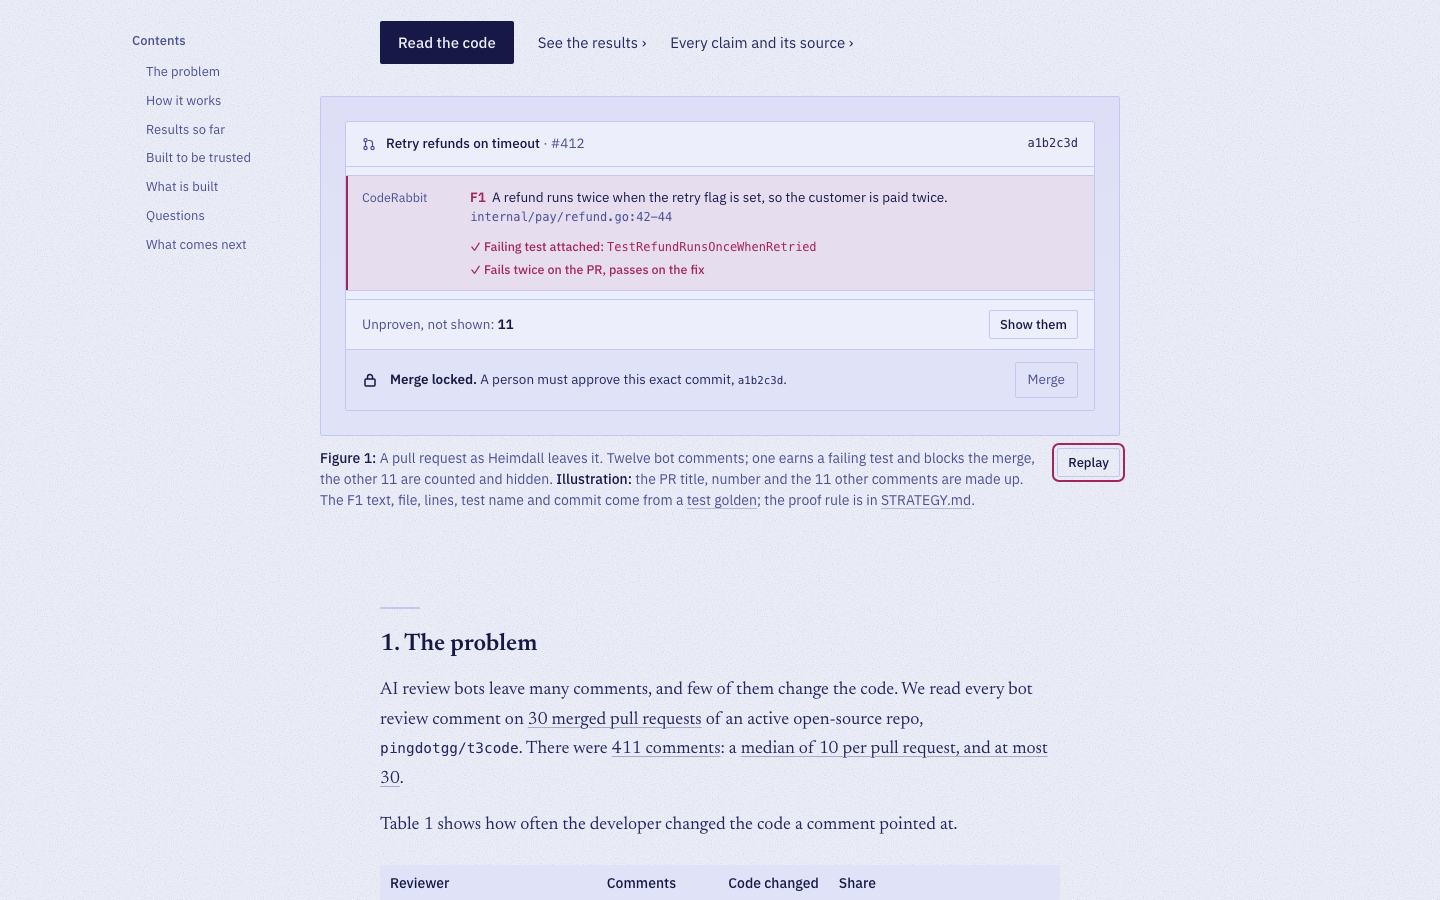 Contents
The problem
How it works
Results so far
Built to be trusted
What is built
Questions
What comes next
Read the code
See the results ›
Every claim and its source ›
Retry refunds on timeout · #412
a1b2c3d
CodeRabbit
F1 A refund runs twice when the retry flag is set, so the customer is paid twice.
internal/pay/refund.go:42–44
✓ Failing test attached: TestRefundRunsOnceWhenRetried
✓ Fails twice on the PR, passes on the fix
Unproven, not shown: 11
Show them
Merge locked. A person must approve this exact commit, a1b2c3d.
Merge
Figure 1: A pull request as Heimdall leaves it. Twelve bot comments; one earns a failing test and blocks the merge,
the other 11 are counted and hidden. Illustration: the PR title, number and the 11 other comments are made up.
The F1 text, file, lines, test name and commit come from a test golden; the proof rule is in STRATEGY.md.
Replay
1. The problem
AI review bots leave many comments, and few of them change the code. We read every bot
review comment on 30 merged pull requests of an active open-source repo,
pingdotgg/t3code. There were 411 comments: a median of 10 per pull request, and at most
30.
Table 1 shows how often the developer changed the code a comment pointed at.
Reviewer Comments Code changed Share